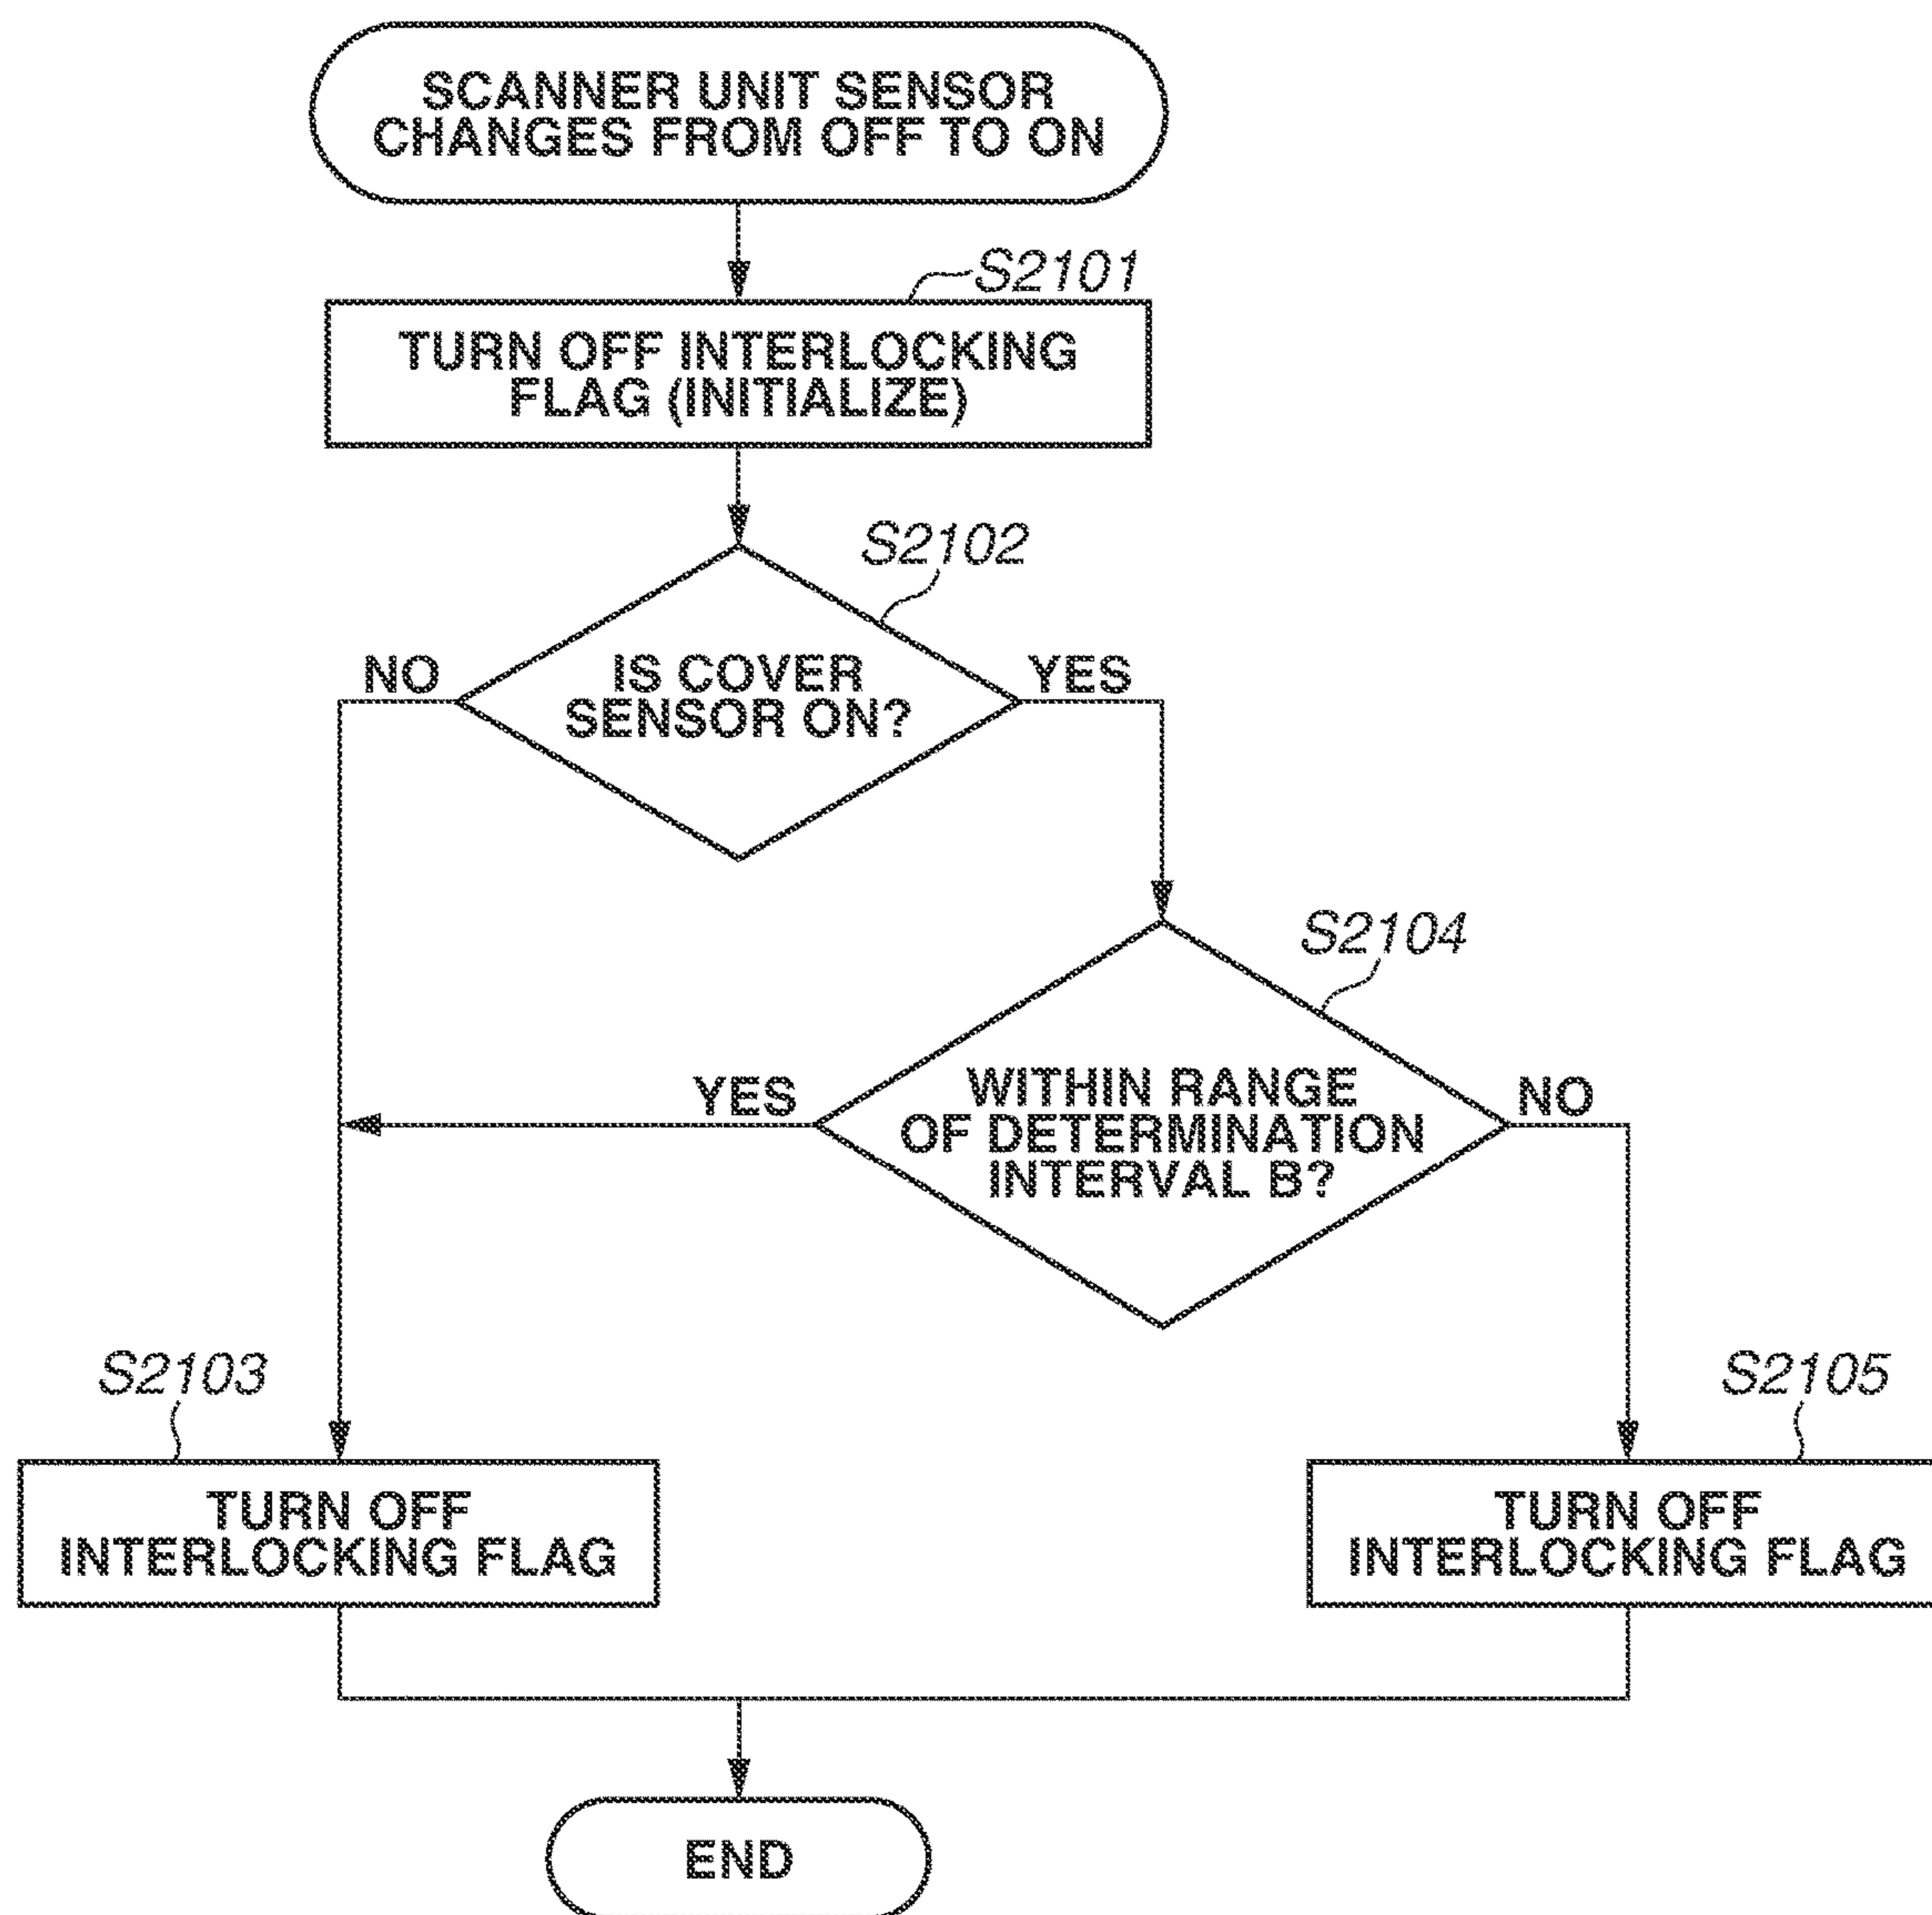 SCANNER UNIT SENSOR
CHANGES FROM OFF TO ON
S2101
TURN OFF INTERLOCKING
FLAG (INITIALIZE)
S2102
NO
IS COVER
SENSOR ON?
YES
S2104
YES
WITHIN RANGE
OF DETERMINATION
INTERVAL B?
NO
S2103
S2105
TURN OFF
INTERLOCKING FLAG
TURN OFF
INTERLOCKING FLAG
END